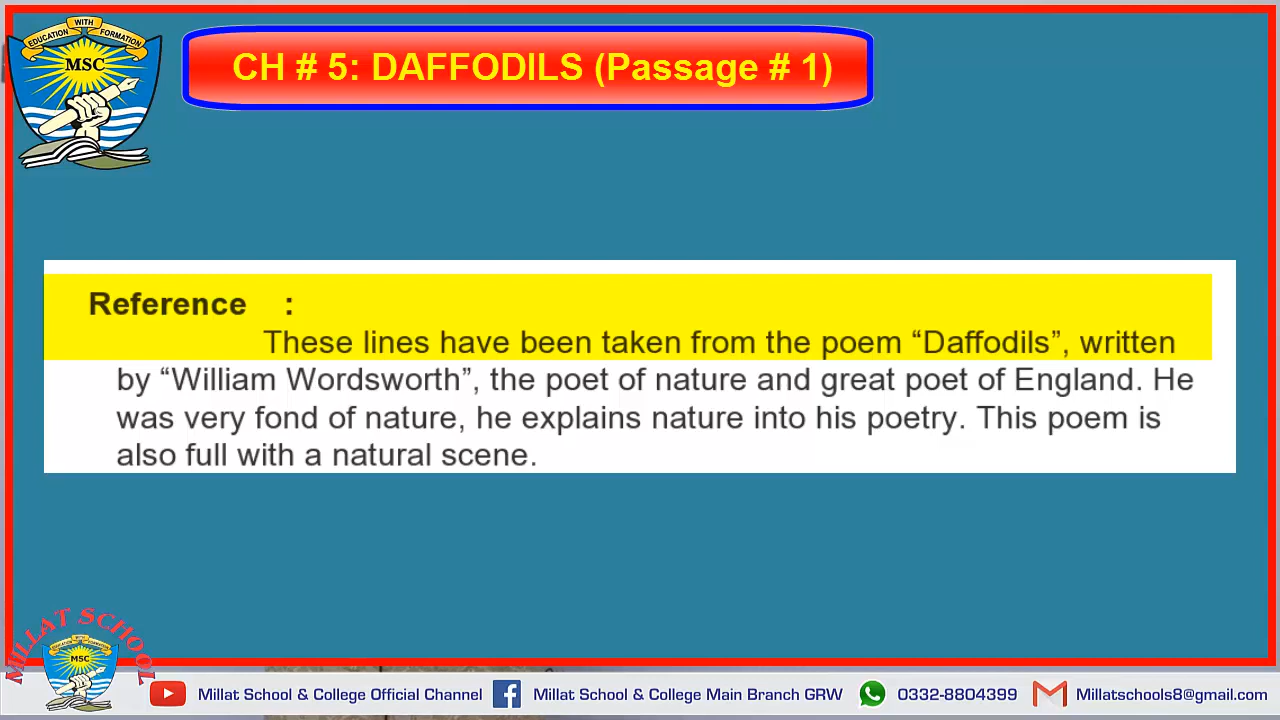 EDUCATION WITH FORMATION
MSC
CH # 5: DAFFODILS (Passage # 1)
Reference :
These lines have been taken from the poem “Daffodils”, written
by “William Wordsworth”, the poet of nature and great poet of England. He
was very fond of nature, he explains nature into his poetry. This poem is
also full with a natural scene.
MILLAT SCHOOL
MSC
Millat School & College Official Channel
Millat School & College Main Branch GRW
0332-8804399
Millatschools8@gmail.com